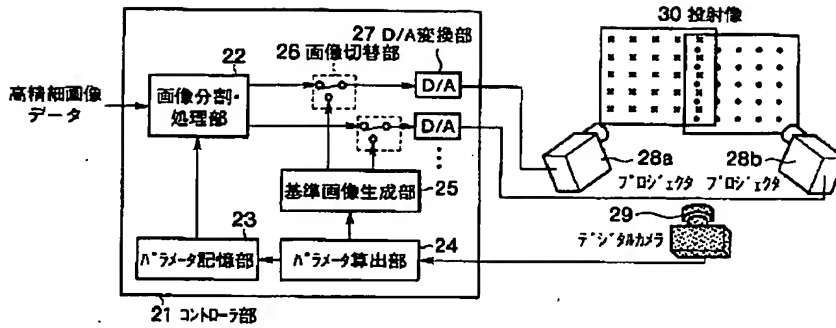 30 投射像
27 D/A変換部
26 画像切替部
22
高精細画像
データ
画像分割・
処理部
D/A
D/A
28a
プロジェクタ
28b
プロジェクタ
基準画像生成部
25
29
デジタルカメラ
23
パラメータ記憶部
24
パラメータ算出部
21 コントローラ部